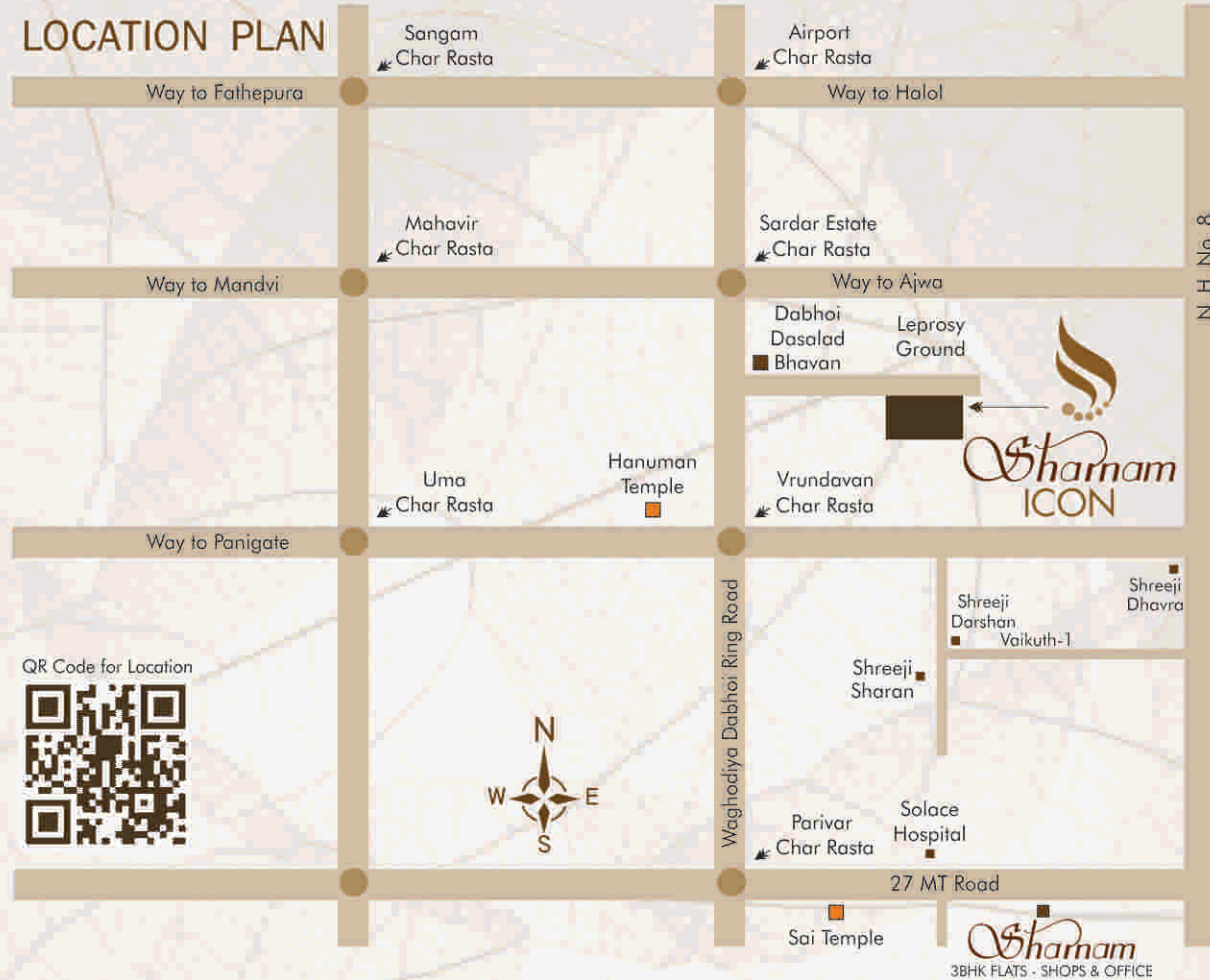 LOCATION PLAN
Sangam
Char Rasta
Airport
Char Rasta
Way to Fathepura
Way to Halol
Mahavir
Char Rasta
Sardar Estate
Char Rasta
N H No 8
Way to Mandvi
Way to Ajwa
Dabhoi
Dasalad
Bhavan
Leprosy
Ground
Sharnam
ICON
Uma
Char Rasta
Hanuman
Temple
Vrundavan
Char Rasta
Way to Panigate
Waghodiya Dabhoi Ring Road
Shreeji
Darshan
Vaikuth-1
Shreeji
Dhavra
Shreeji
Sharan
QR Code for Location
N
W
E
S
Parivar
Char Rasta
Solace
Hospital
27 MT Road
Sai Temple
Sharnam
3BHK FLATS - SHOPS & OFFICE